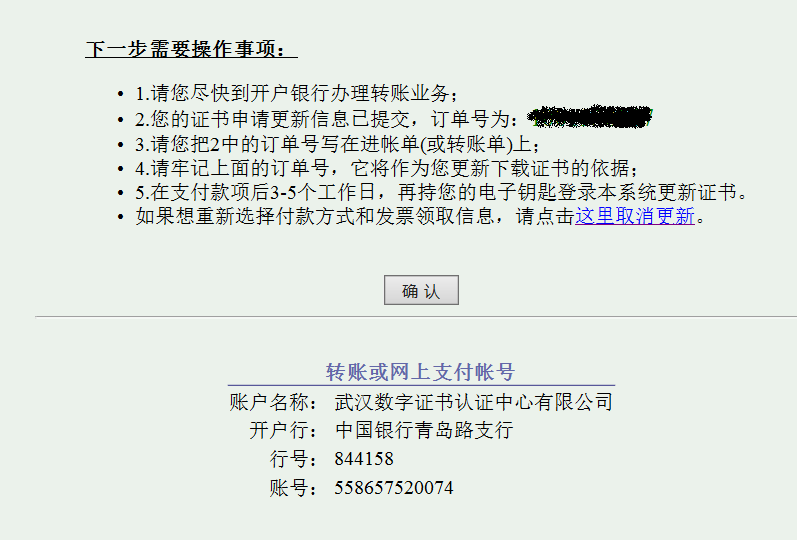 下一步需要操作事项：
1.请您尽快到开户银行办理转账业务；
2.您的证书申请更新信息已提交，订单号为：
3.请您把2中的订单号写在进帐单(或转账单)上；
4.请牢记上面的订单号，它将作为您更新下载证书的依据；
5.在支付款项后3-5个工作日，再持您的电子钥匙登录本系统更新证书。
如果想重新选择付款方式和发票领取信息，请点击这里取消更新。
确 认
转账或网上支付帐号
账户名称： 武汉数字证书认证中心有限公司
开户行： 中国银行青岛路支行
行号： 844158
账号： 558657520074